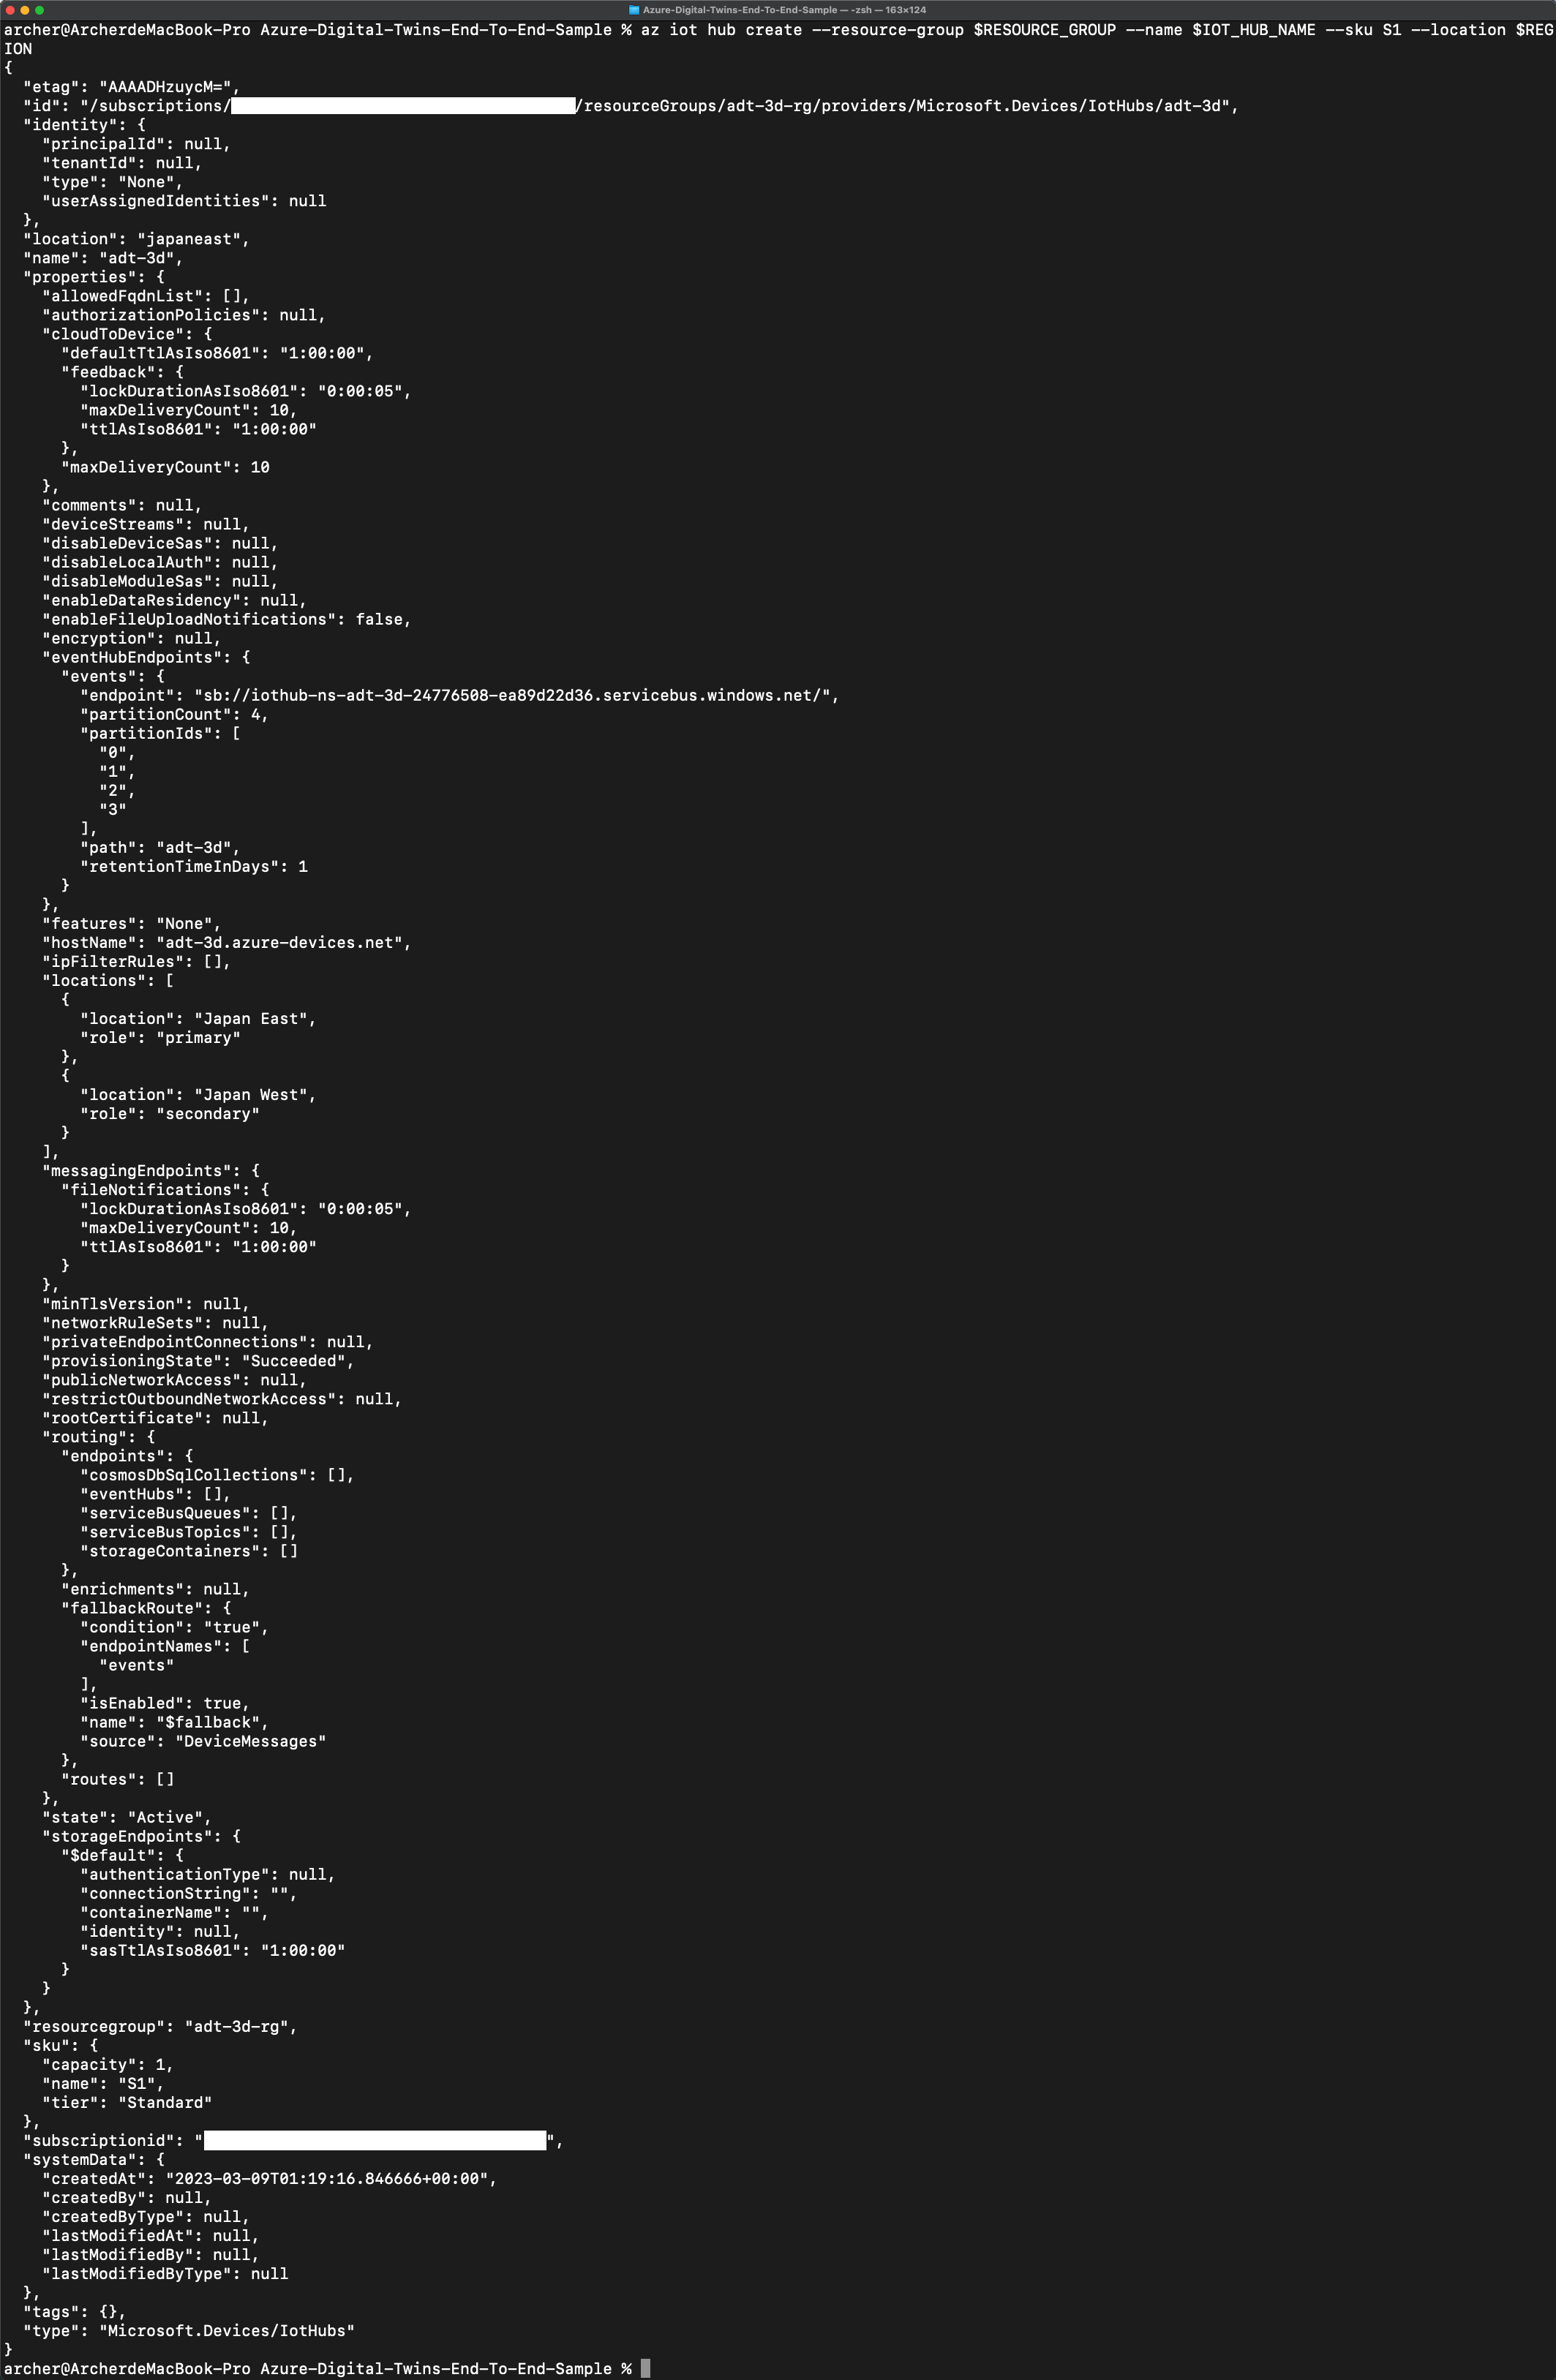 Azure-Digital-Twins-End-To-End-Sample — -zsh — 163×124
archer@ArcherdeMacBook-Pro Azure-Digital-Twins-End-To-End-Sample % az iot hub create --resource-group $RESOURCE_GROUP --name $IOT_HUB_NAME --sku S1 --location $REG
ION
{
  "etag": "AAAADHzuycM=",
  "id": "/subscriptions/ /resourceGroups/adt-3d-rg/providers/Microsoft.Devices/IotHubs/adt-3d",
  "identity": {
    "principalId": null,
    "tenantId": null,
    "type": "None",
    "userAssignedIdentities": null
  },
  "location": "japaneast",
  "name": "adt-3d",
  "properties": {
    "allowedFqdnList": [],
    "authorizationPolicies": null,
    "cloudToDevice": {
      "defaultTtlAsIso8601": "1:00:00",
      "feedback": {
        "lockDurationAsIso8601": "0:00:05",
        "maxDeliveryCount": 10,
        "ttlAsIso8601": "1:00:00"
      },
      "maxDeliveryCount": 10
    },
    "comments": null,
    "deviceStreams": null,
    "disableDeviceSas": null,
    "disableLocalAuth": null,
    "disableModuleSas": null,
    "enableDataResidency": null,
    "enableFileUploadNotifications": false,
    "encryption": null,
    "eventHubEndpoints": {
      "events": {
        "endpoint": "sb://iothub-ns-adt-3d-24776508-ea89d22d36.servicebus.windows.net/",
        "partitionCount": 4,
        "partitionIds": [
          "0",
          "1",
          "2",
          "3"
        ],
        "path": "adt-3d",
        "retentionTimeInDays": 1
      }
    },
    "features": "None",
    "hostName": "adt-3d.azure-devices.net",
    "ipFilterRules": [],
    "locations": [
      {
        "location": "Japan East",
        "role": "primary"
      },
      {
        "location": "Japan West",
        "role": "secondary"
      }
    ],
    "messagingEndpoints": {
      "fileNotifications": {
        "lockDurationAsIso8601": "0:00:05",
        "maxDeliveryCount": 10,
        "ttlAsIso8601": "1:00:00"
      }
    },
    "minTlsVersion": null,
    "networkRuleSets": null,
    "privateEndpointConnections": null,
    "provisioningState": "Succeeded",
    "publicNetworkAccess": null,
    "restrictOutboundNetworkAccess": null,
    "rootCertificate": null,
    "routing": {
      "endpoints": {
        "cosmosDbSqlCollections": [],
        "eventHubs": [],
        "serviceBusQueues": [],
        "serviceBusTopics": [],
        "storageContainers": []
      },
      "enrichments": null,
      "fallbackRoute": {
        "condition": "true",
        "endpointNames": [
          "events"
        ],
        "isEnabled": true,
        "name": "$fallback",
        "source": "DeviceMessages"
      },
      "routes": []
    },
    "state": "Active",
    "storageEndpoints": {
      "$default": {
        "authenticationType": null,
        "connectionString": "",
        "containerName": "",
        "identity": null,
        "sasTtlAsIso8601": "1:00:00"
      }
    }
  },
  "resourcegroup": "adt-3d-rg",
  "sku": {
    "capacity": 1,
    "name": "S1",
    "tier": "Standard"
  },
  "subscriptionid": " ",
  "systemData": {
    "createdAt": "2023-03-09T01:19:16.846666+00:00",
    "createdBy": null,
    "createdByType": null,
    "lastModifiedAt": null,
    "lastModifiedBy": null,
    "lastModifiedByType": null
  },
  "tags": {},
  "type": "Microsoft.Devices/IotHubs"
}
archer@ArcherdeMacBook-Pro Azure-Digital-Twins-End-To-End-Sample %